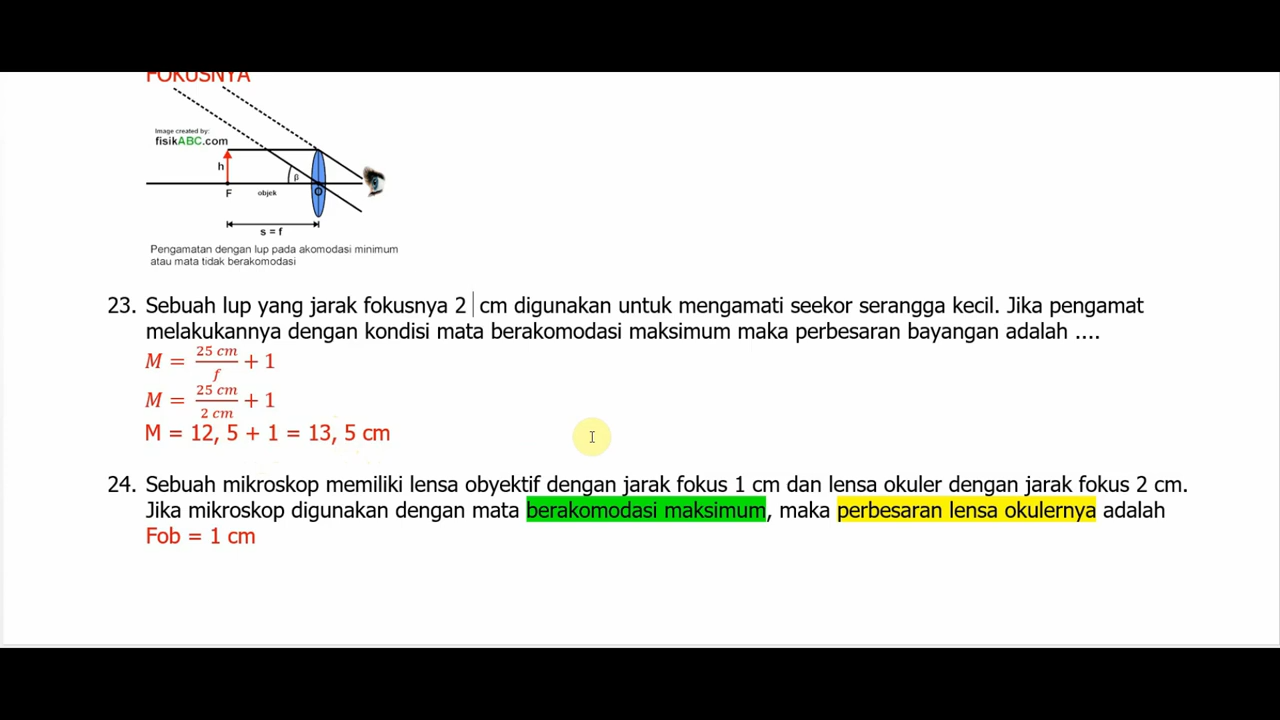 FOKUSNYA
Image created by:
fisikABC.com
h
β
F
objek
O
s = f
Pengamatan dengan lup pada akomodasi minimum
atau mata tidak berakomodasi
23. Sebuah lup yang jarak fokusnya 2 cm digunakan untuk mengamati seekor serangga kecil. Jika pengamat
melakukannya dengan kondisi mata berakomodasi maksimum maka perbesaran bayangan adalah ....
M = 25 cm / f + 1
M = 25 cm / 2 cm + 1
M = 12, 5 + 1 = 13, 5 cm
24. Sebuah mikroskop memiliki lensa obyektif dengan jarak fokus 1 cm dan lensa okuler dengan jarak fokus 2 cm.
Jika mikroskop digunakan dengan mata berakomodasi maksimum, maka perbesaran lensa okulernya adalah
Fob = 1 cm